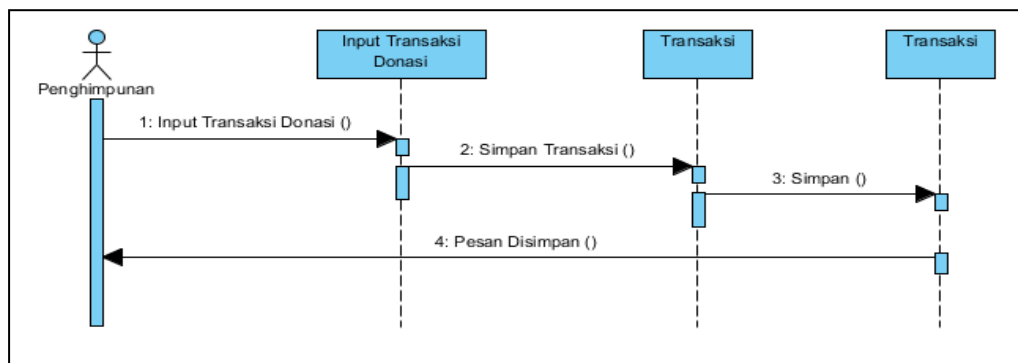 Input Transaksi
Donasi
Transaksi
Transaksi
Penghimpunan
1: Input Transaksi Donasi ()
2: Simpan Transaksi ()
3: Simpan ()
4: Pesan Disimpan ()